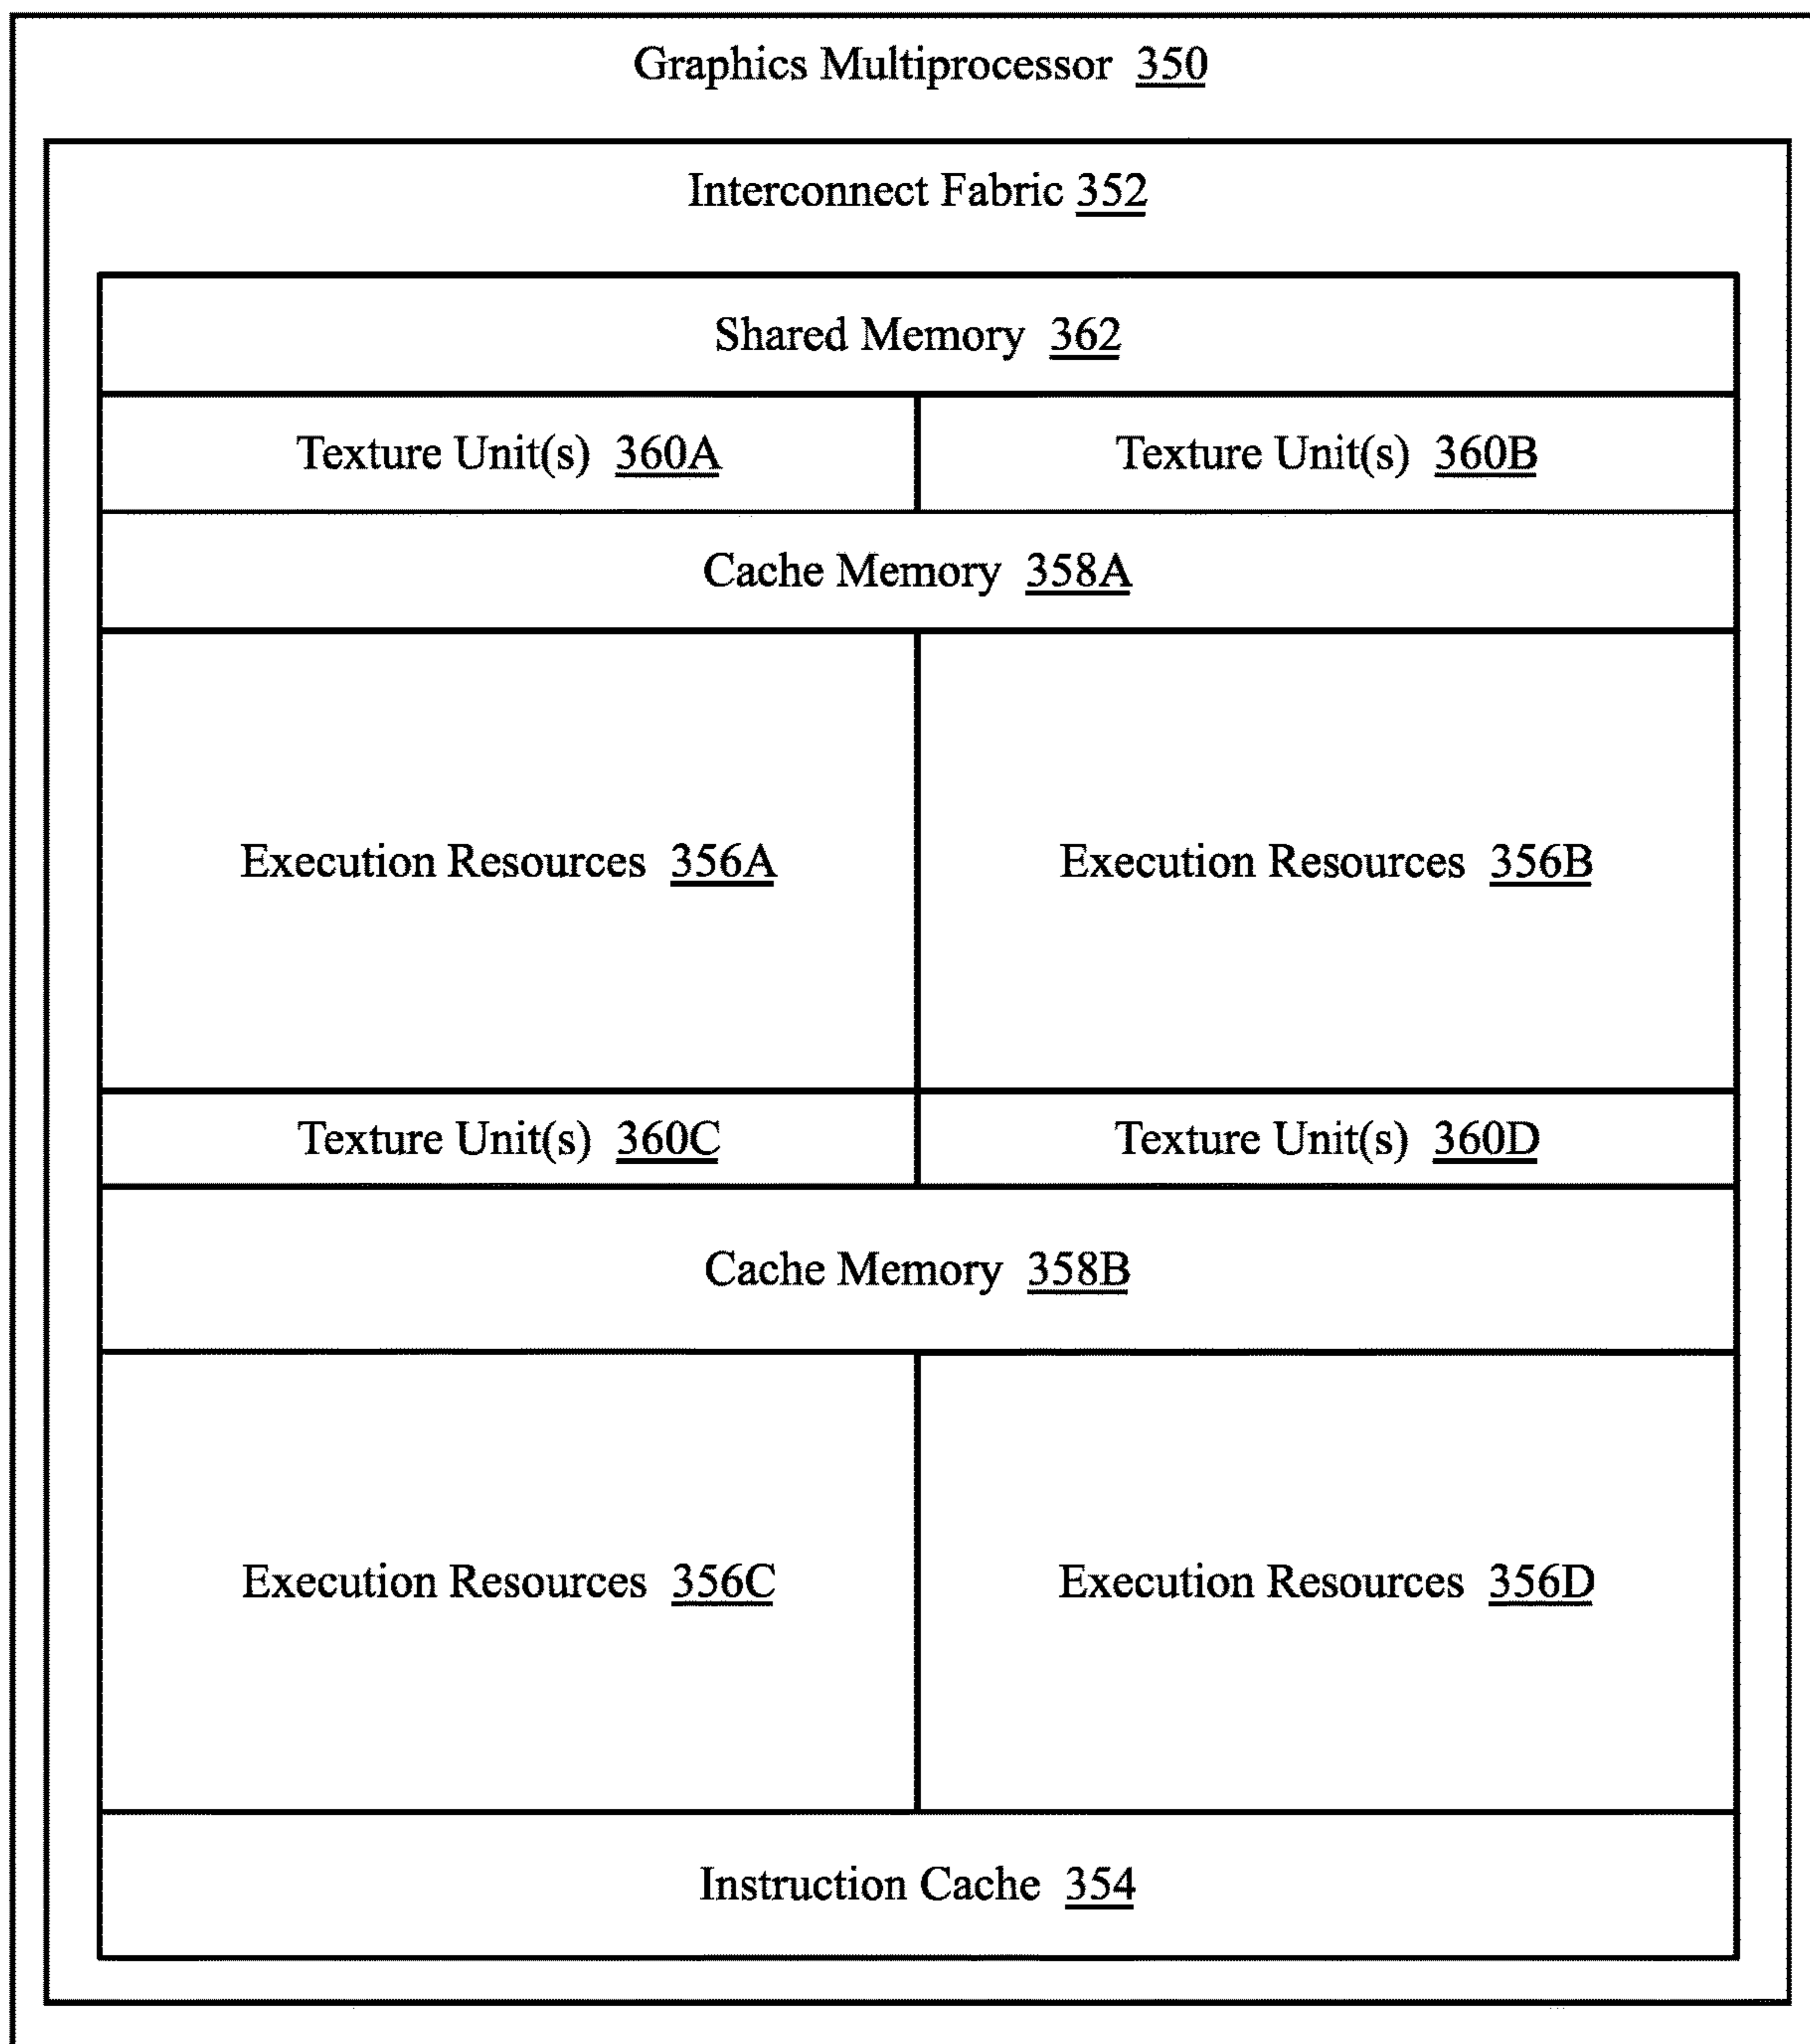 Graphics Multiprocessor 350
Interconnect Fabric 352
Shared Memory 362
Texture Unit(s) 360A
Texture Unit(s) 360B
Cache Memory 358A
Execution Resources 356A
Execution Resources 356B
Texture Unit(s) 360C
Texture Unit(s) 360D
Cache Memory 358B
Execution Resources 356C
Execution Resources 356D
Instruction Cache 354